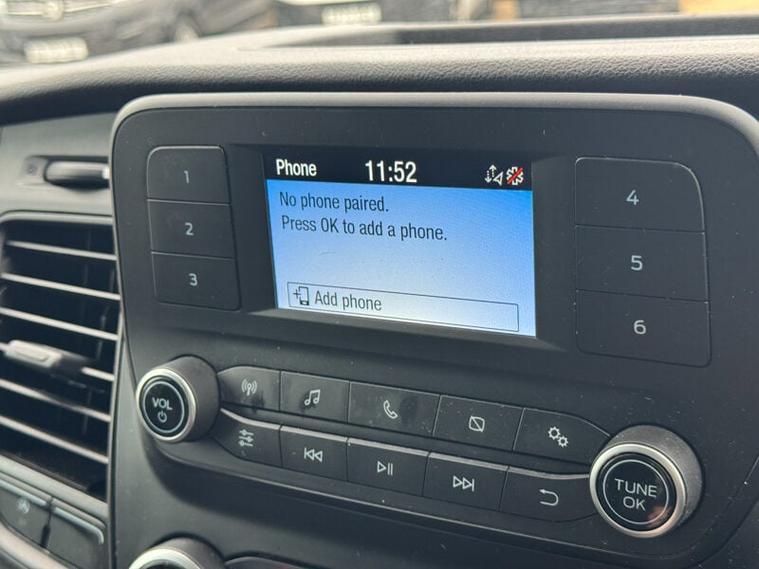 Phone 11:52
No phone paired.
Press OK to add a phone.
Add phone
1
2
3
4
5
6
VOL
TUNE
OK